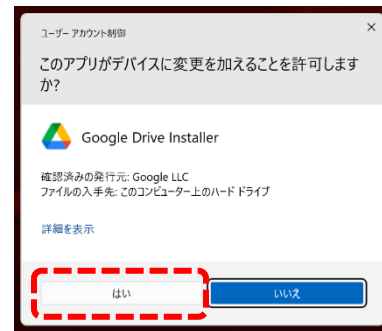 ユーザー アカウント制御
このアプリがデバイスに変更を加えることを許可します
か?
Google Drive Installer
確認済みの発行元: Google LLC
ファイルの入手先: このコンピューター上のハード ドライブ
詳細を表示
はい
いいえ